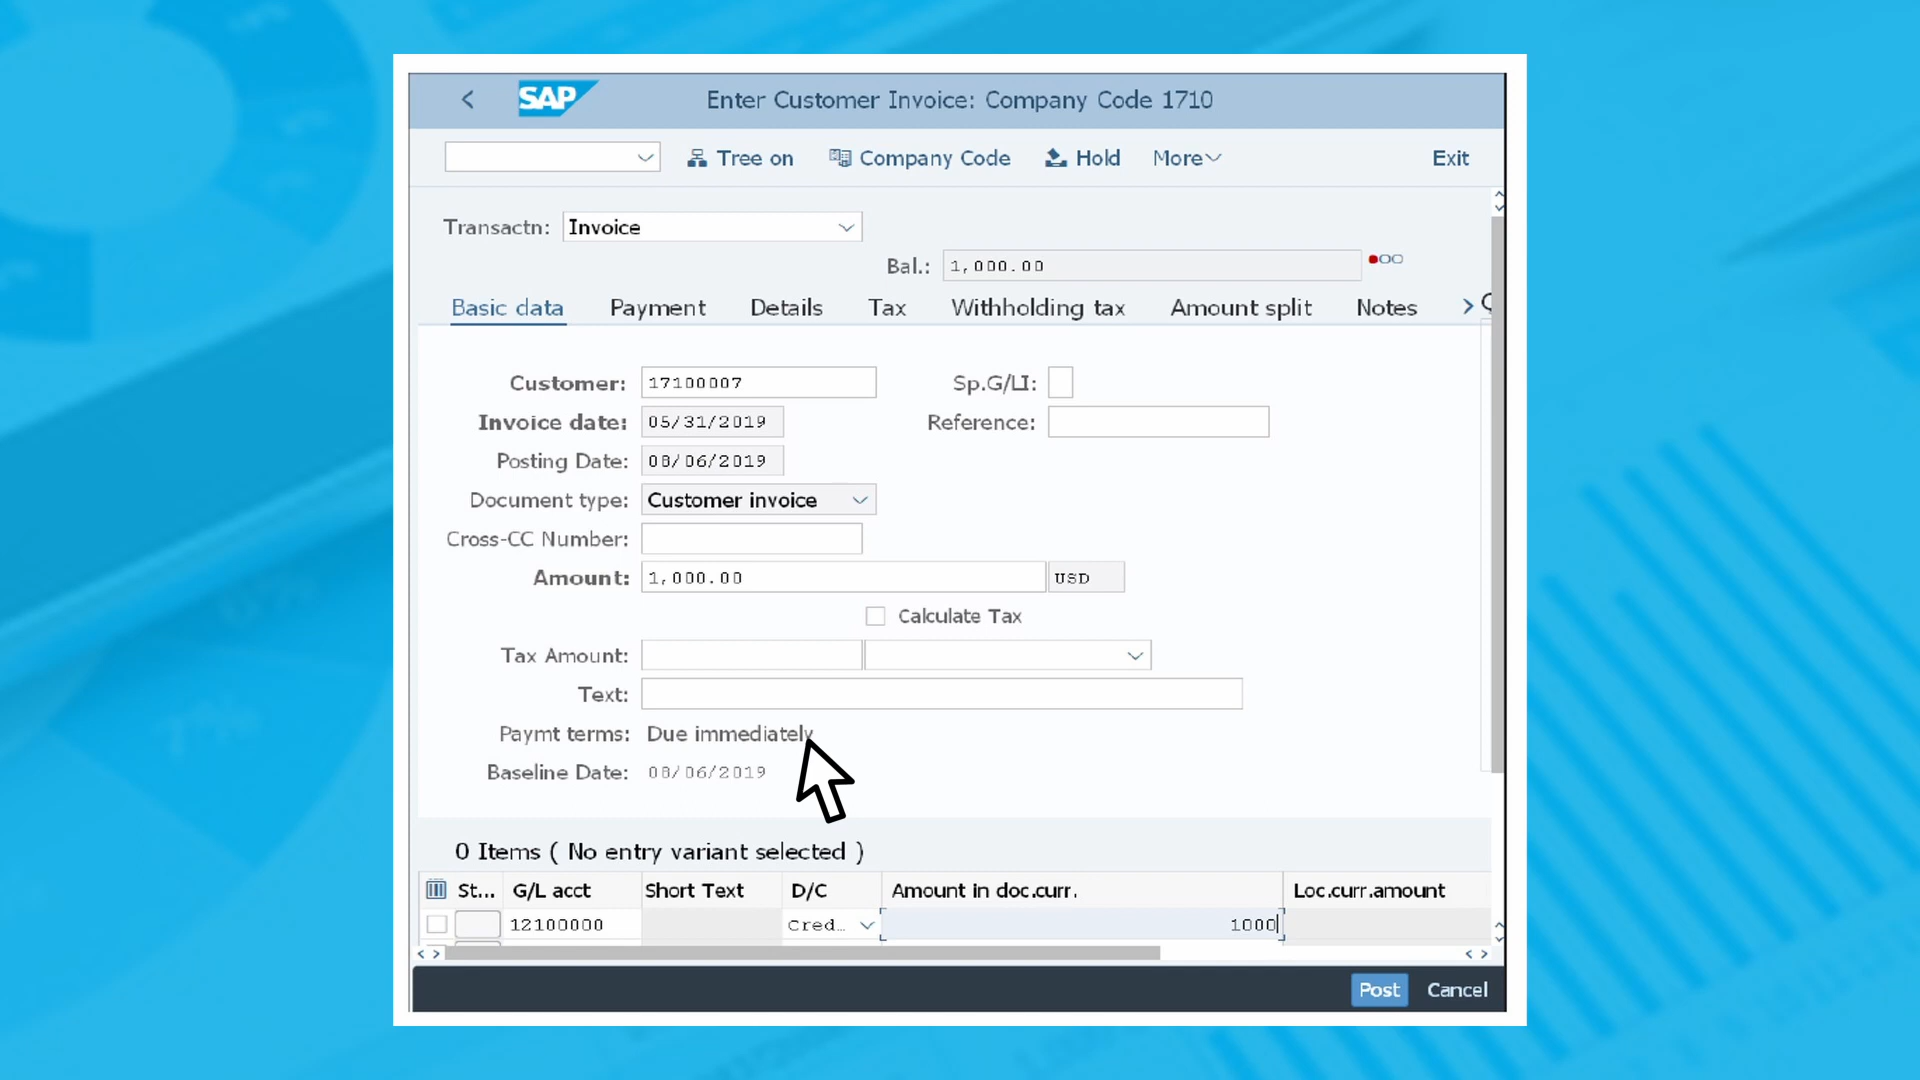 SAP Enter Customer Invoice: Company Code 1710
Tree on Company Code Hold More Exit
Transactn: Invoice
Bal.: 1,000.00
Basic data Payment Details Tax Withholding tax Amount split Notes
Customer: 17100007 Sp.G/LI:
Invoice date: 05/31/2019 Reference:
Posting Date: 08/06/2019
Document type: Customer invoice
Cross-CC Number:
Amount: 1,000.00 USD
Calculate Tax
Tax Amount:
Text:
Paymt terms: Due immediately
Baseline Date: 08/06/2019
0 Items ( No entry variant selected )
St... G/L acct Short Text D/C Amount in doc.curr. Loc.curr.amount
12100000 Cred... 1000
Post Cancel